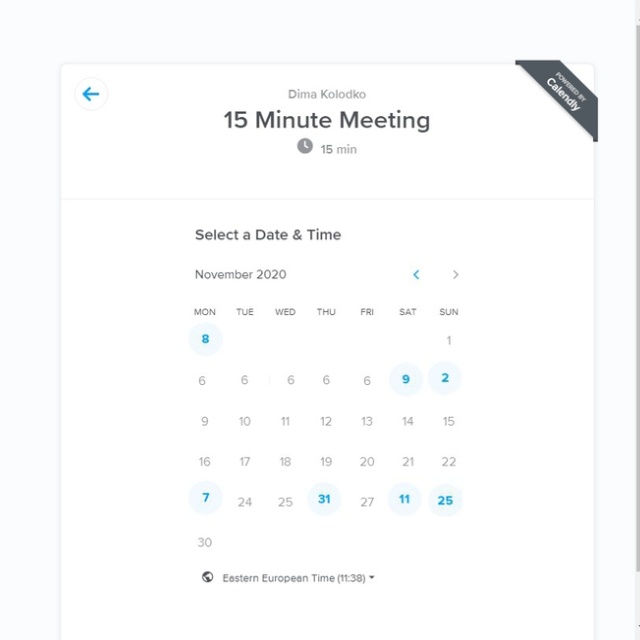 POWERED BY
Calendly
Dima Kolodko
15 Minute Meeting
15 min
Select a Date & Time
November 2020
MON TUE WED THU FRI SAT SUN
8 1
6 6 6 6 6 9 2
9 10 11 12 13 14 15
16 17 18 19 20 21 22
7 24 25 31 27 11 25
30
Eastern European Time (11:38)